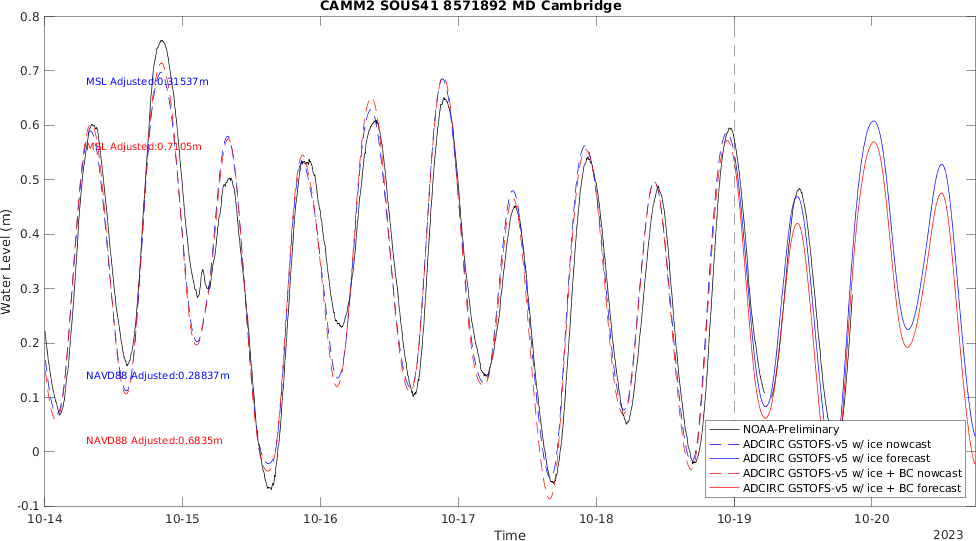 CAMM2 SOUS41 8571892 MD Cambridge
0.8
0.7
0.6
0.5
0.4
0.3
0.2
0.1
0
-0.1
Water Level (m)
MSL Adjusted:0.31537m
MSL Adjusted:0.7105m
NAVD88 Adjusted:0.28837m
NAVD88 Adjusted:0.6835m
NOAA-Preliminary
ADCIRC GSTOFS-v5 w/ ice nowcast
ADCIRC GSTOFS-v5 w/ ice forecast
ADCIRC GSTOFS-v5 w/ ice + BC nowcast
ADCIRC GSTOFS-v5 w/ ice + BC forecast
10-14 10-15 10-16 10-17 10-18 10-19 10-20
Time
2023